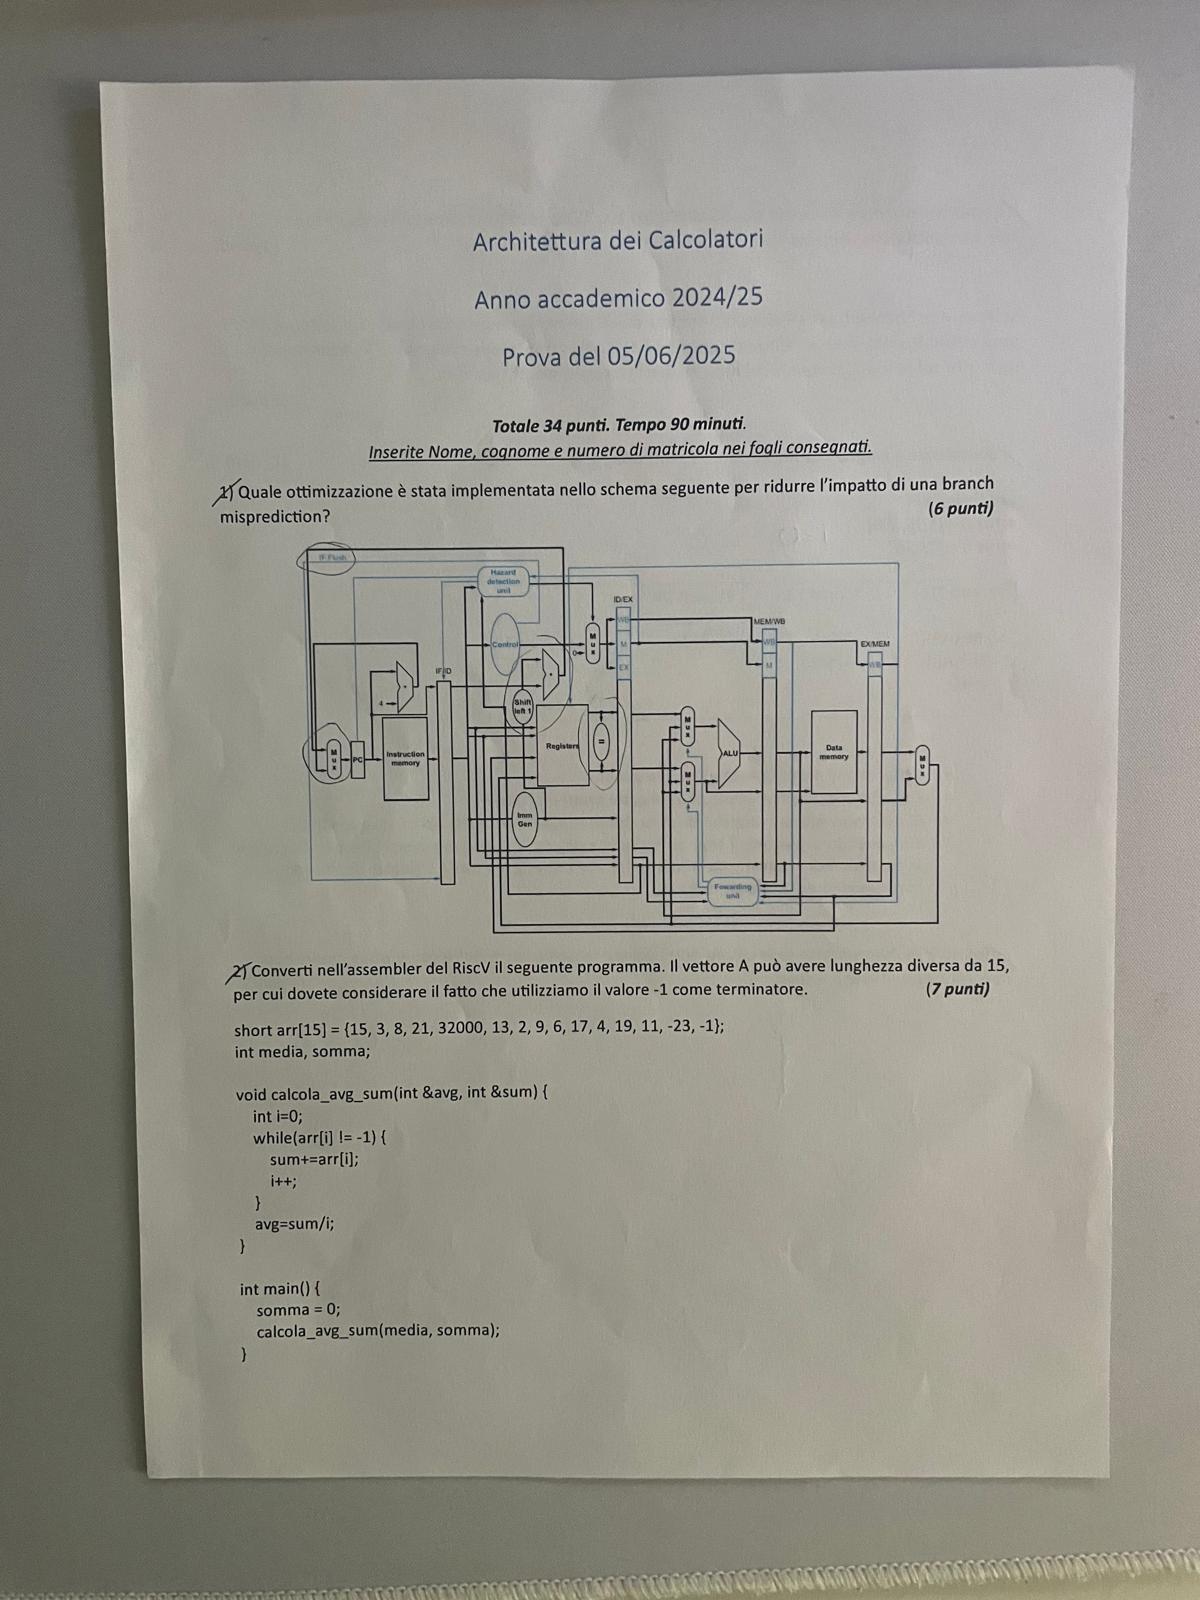 Architettura dei Calcolatori
Anno accademico 2024/25
Prova del 05/06/2025
Totale 34 punti. Tempo 90 minuti.
Inserite Nome, cognome e numero di matricola nei fogli consegnati.
1) Quale ottimizzazione è stata implementata nello schema seguente per ridurre l'impatto di una branch
misprediction? (6 punti)
IF.Flush
Hazard
detection
unit
ID/EX
WB
MEM/WB
Control
M
u
x
M
WB
EX/MEM
0
EX
M
WB
IF/ID
4
Shift
left 1
M
u
x
PC
Instruction
memory
Registers
=
M
u
x
ALU
Data
memory
M
u
x
M
u
x
Imm
Gen
Fowarding
unit
2) Converti nell'assembler del RiscV il seguente programma. Il vettore A può avere lunghezza diversa da 15,
per cui dovete considerare il fatto che utilizziamo il valore -1 come terminatore. (7 punti)
short arr[15] = {15, 3, 8, 21, 32000, 13, 2, 9, 6, 17, 4, 19, 11, -23, -1};
int media, somma;
void calcola_avg_sum(int &avg, int &sum) {
int i=0;
while(arr[i] != -1) {
sum+=arr[i];
i++;
}
avg=sum/i;
}
int main() {
somma = 0;
calcola_avg_sum(media, somma);
}